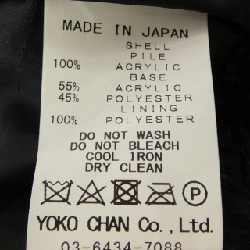 MADE IN JAPAN
SHELL
PILE
100% ACRYLIC
BASE
55% ACRYLIC
45% POLYESTER
LINING
100% POLYESTER
DO NOT WASH
DO NOT BLEACH
COOL IRON
DRY CLEAN
P
YOKO CHAN Co., Ltd.
03-6434-7088